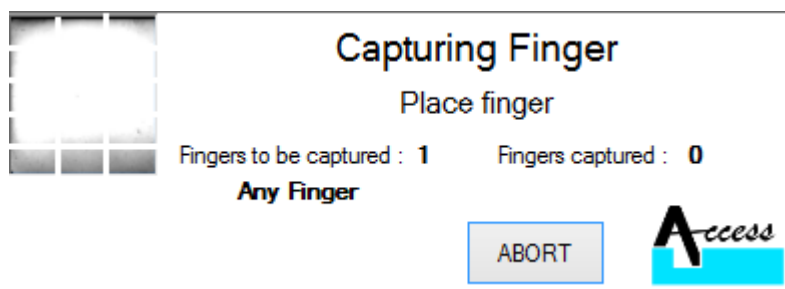 Capturing Finger
Place finger
Fingers to be captured : 1 Fingers captured : 0
Any Finger
ABORT
Access